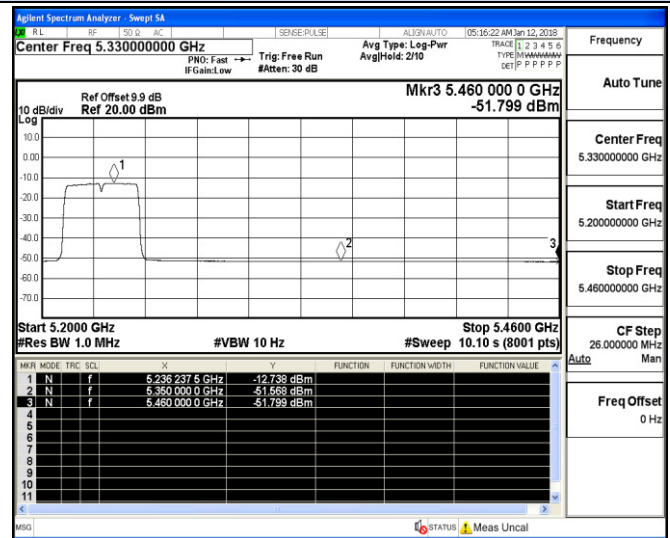 Agilent Spectrum Analyzer - Swept SA
RL RF 50 Ω AC SENSE:PULSE ALIGNAUTO 05:16:22 AM Jan 12, 2018
Center Freq 5.330000000 GHz
PNO: Fast Trig: Free Run
IFGain:Low #Atten: 30 dB
Avg Type: Log-Pwr
Avg|Hold: 2/10
TRACE 1 2 3 4 5 6
TYPE MWWWWW
DET P P P P P P
Ref Offset 9.9 dB
10 dB/div Ref 20.00 dBm
Log
Mkr3 5.460 000 0 GHz
-51.799 dBm
10.0
0.00
-10.0
-20.0
-30.0
-40.0
-50.0
-60.0
-70.0
1
2
3
Start 5.2000 GHz Stop 5.4600 GHz
#Res BW 1.0 MHz #VBW 10 Hz #Sweep 10.10 s (8001 pts)
MKR MODE TRC SCL X Y FUNCTION FUNCTION WIDTH FUNCTION VALUE
1 N f 5.236 237 5 GHz -12.738 dBm
2 N f 5.350 000 0 GHz -51.568 dBm
3 N f 5.460 000 0 GHz -51.799 dBm
4
5
6
7
8
9
10
11
MSG STATUS Meas Uncal
Frequency
Auto Tune
Center Freq
5.330000000 GHz
Start Freq
5.200000000 GHz
Stop Freq
5.460000000 GHz
CF Step
26.000000 MHz
Auto Man
Freq Offset
0 Hz